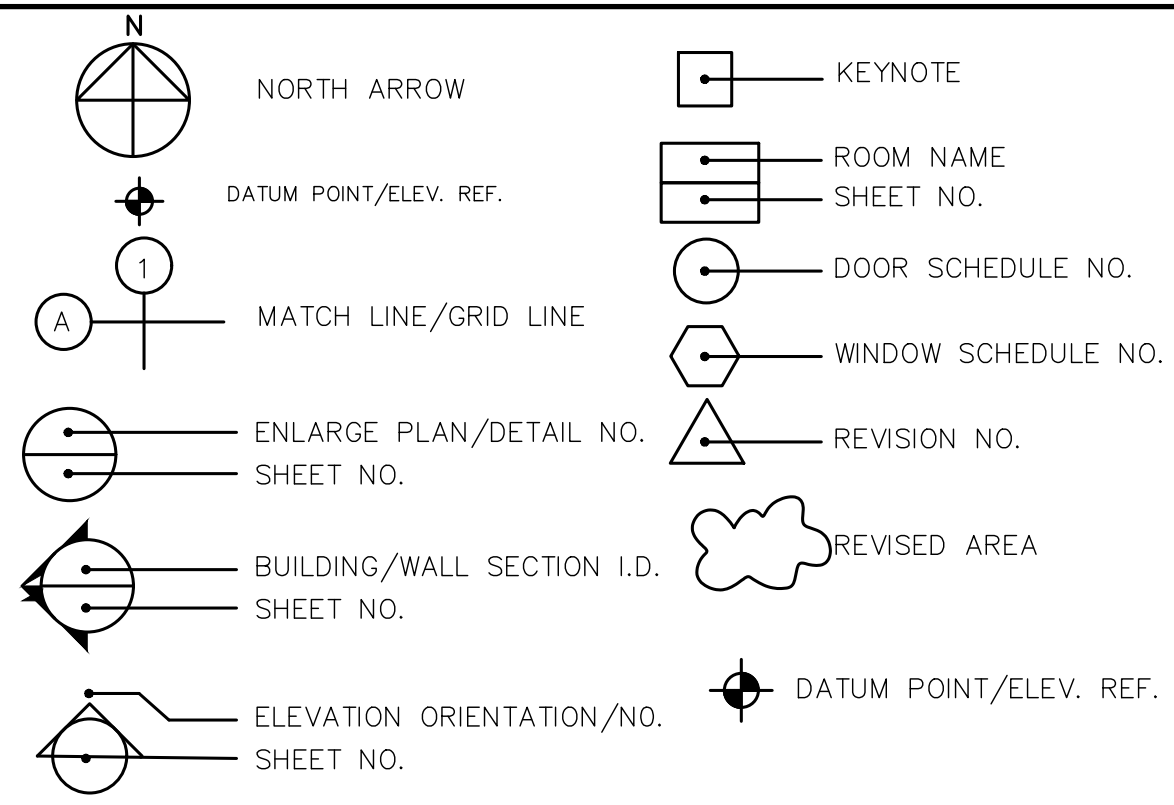 N
NORTH ARROW
DATUM POINT/ELEV. REF.
1
A
MATCH LINE/GRID LINE
ENLARGE PLAN/DETAIL NO.
SHEET NO.
BUILDING/WALL SECTION I.D.
SHEET NO.
ELEVATION ORIENTATION/NO.
SHEET NO.
KEYNOTE
ROOM NAME
SHEET NO.
DOOR SCHEDULE NO.
WINDOW SCHEDULE NO.
REVISION NO.
REVISED AREA
DATUM POINT/ELEV. REF.